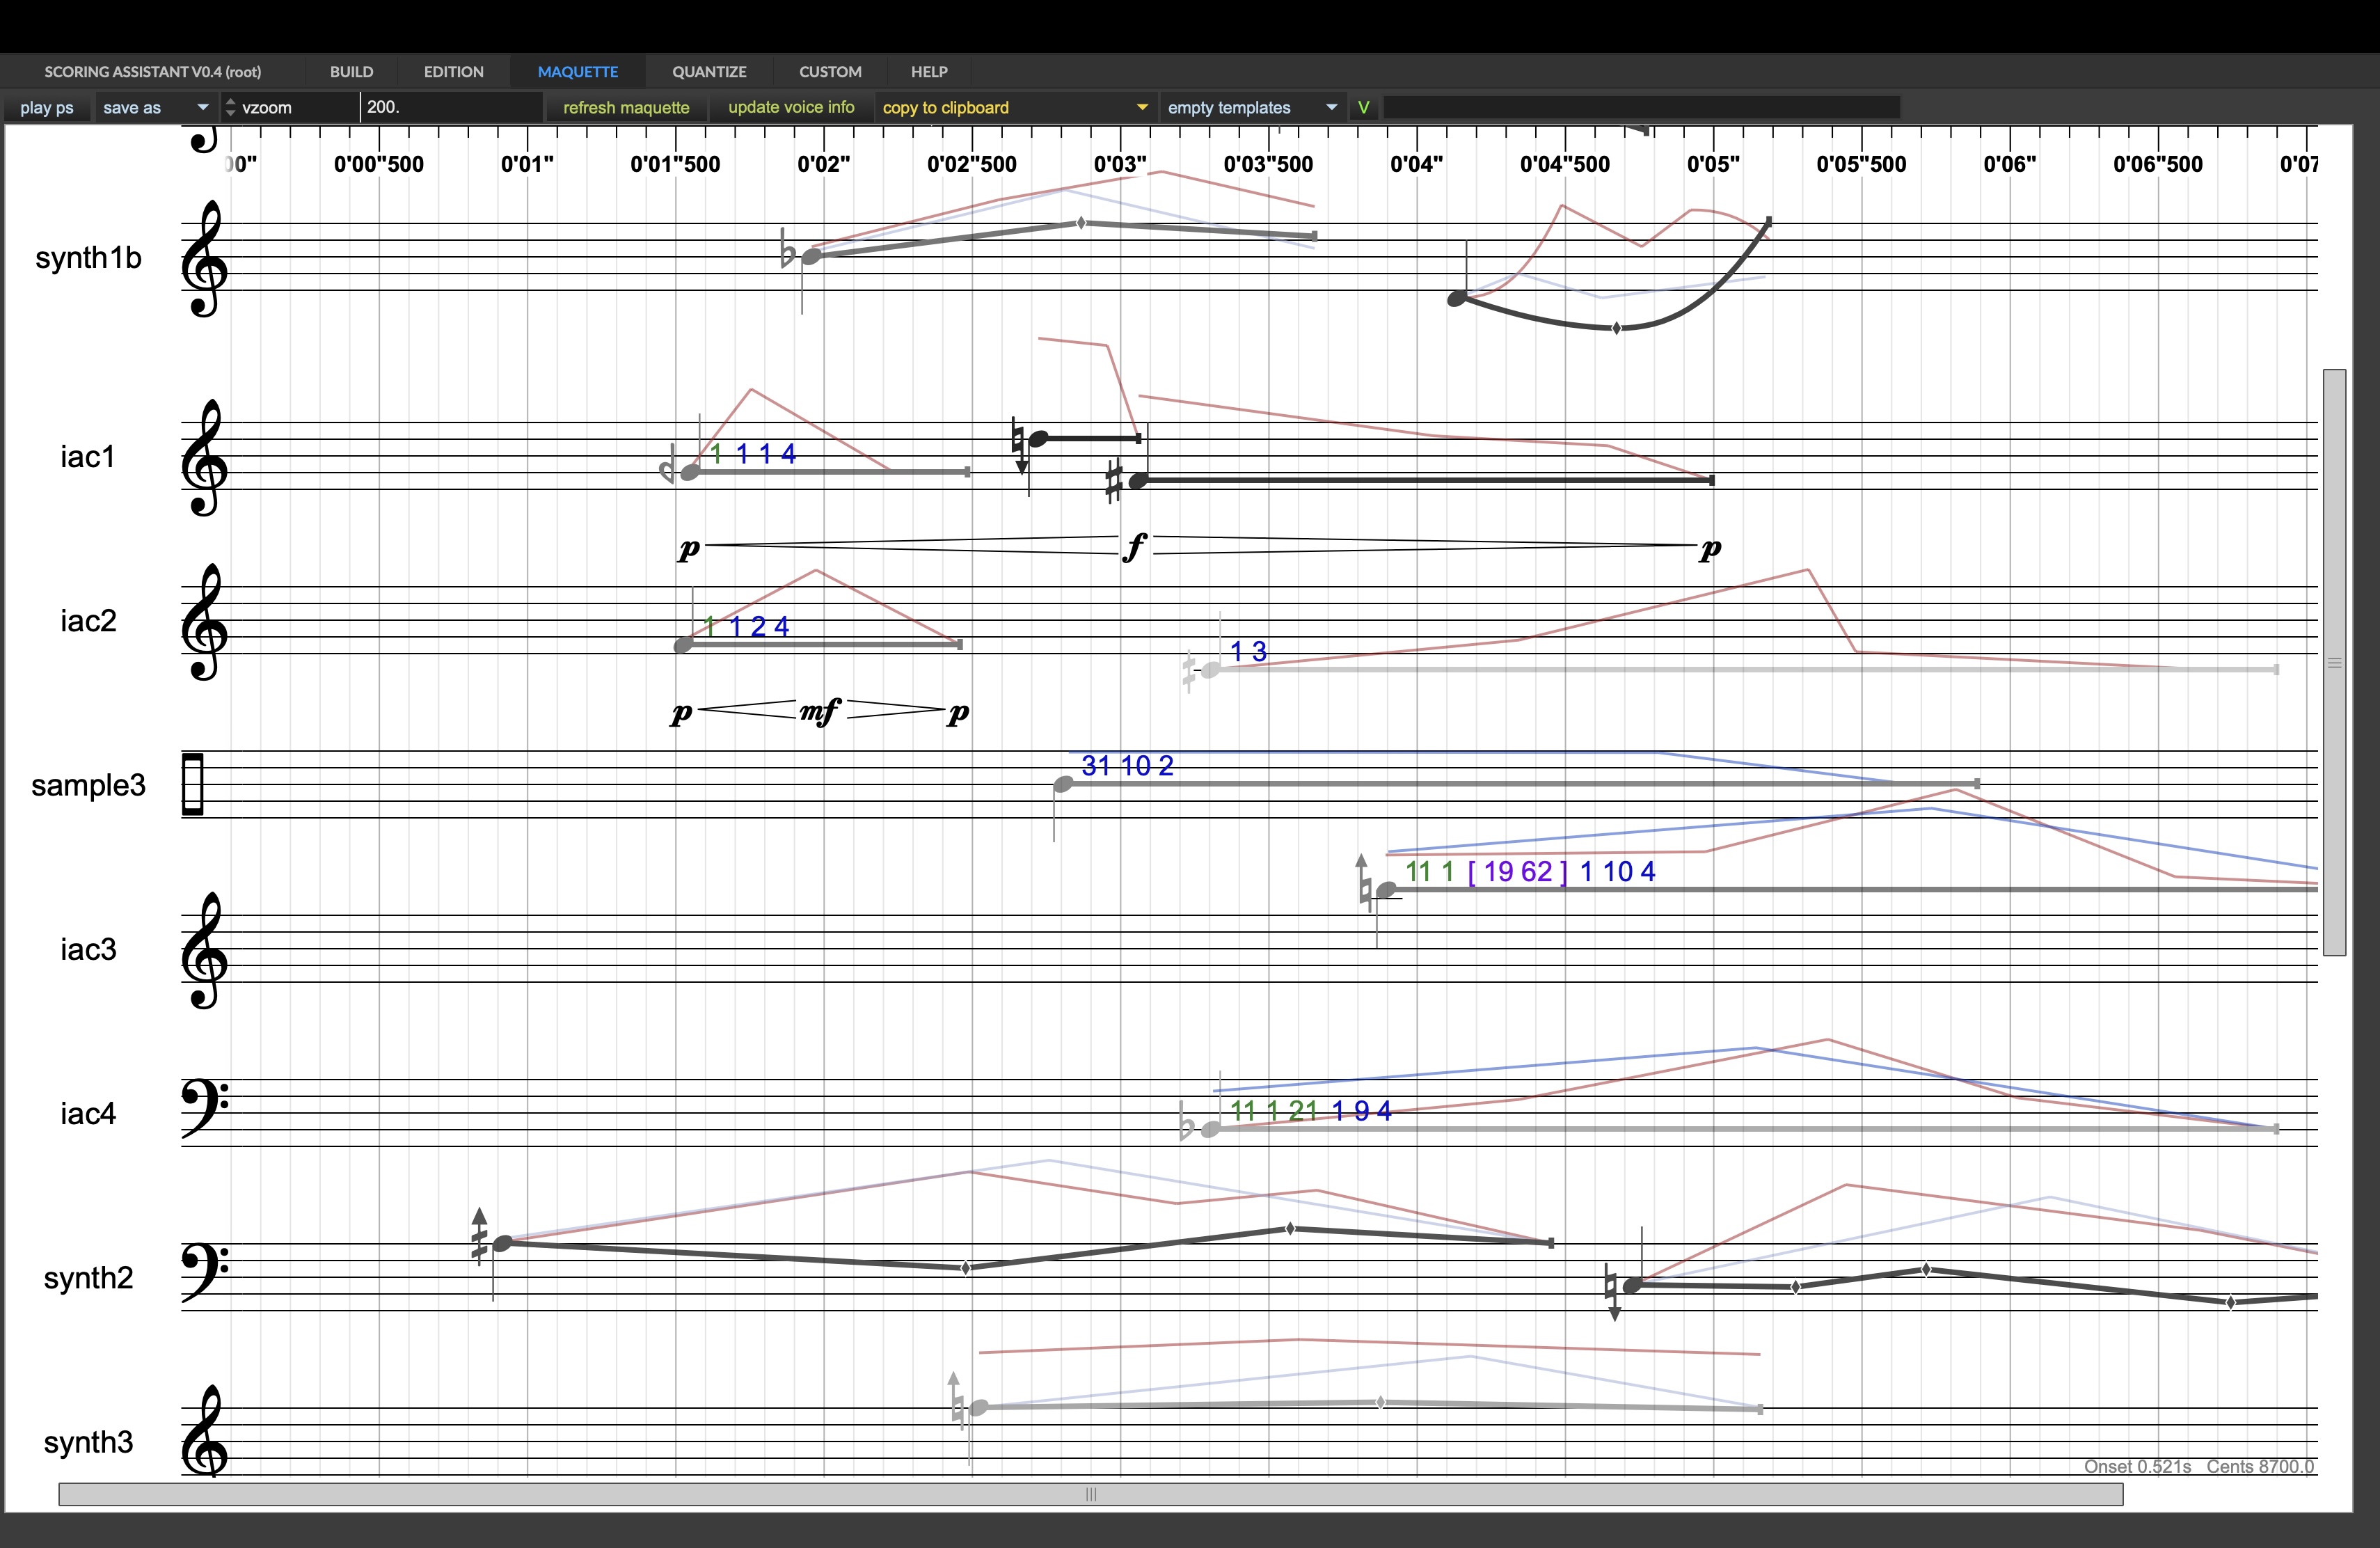 SCORING ASSISTANT V0.4 (root) BUILD EDITION MAQUETTE QUANTIZE CUSTOM HELP
play ps save as vzoom 200. refresh maquette update voice info copy to clipboard empty templates V
00" 0'00"500 0'01" 0'01"500 0'02" 0'02"500 0'03" 0'03"500 0'04" 0'04"500 0'05" 0'05"500 0'06" 0'06"500 0'07
synth1b
iac1 1 1 1 4
p f p
iac2 1 1 2 4 1 3
p mf p
sample3 31 10 2
11 1 [ 19 62 ] 1 10 4
iac3
iac4 11 1 21 1 9 4
synth2
synth3
Onset 0.521s Cents 8700.0